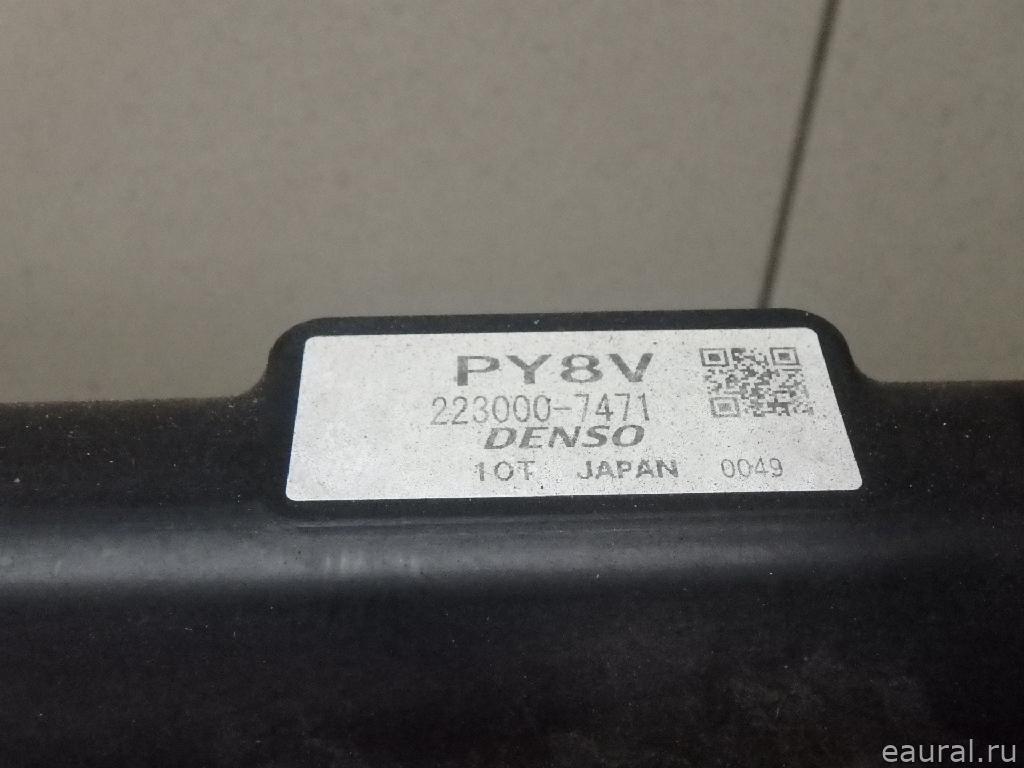 PY8V
223000-7471
DENSO
10T JAPAN 0049
eaural.ru